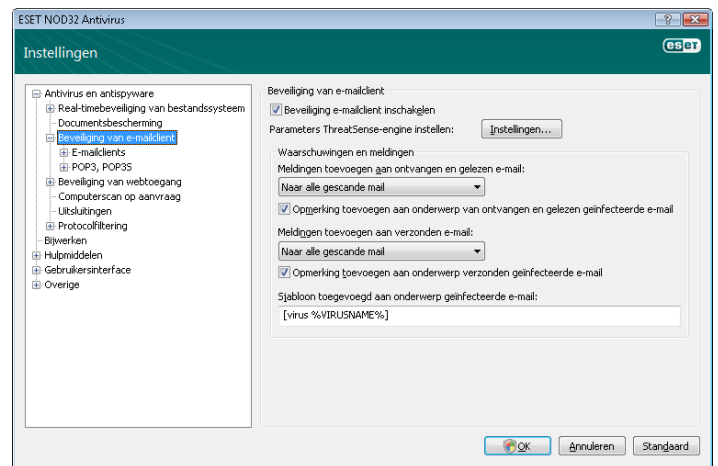 ESET NOD32 Antivirus
Instellingen
eset
Antivirus en antispyware
Real-timebeveiliging van bestandssysteem
Documentsbescherming
Beveiliging van e-mailclient
E-mailclients
POP3, POP3S
Beveiliging van webtoegang
Computerscan op aanvraag
Uitsluitingen
Protocolfiltering
Bijwerken
Hulpmiddelen
Gebruikersinterface
Overige
Beveiliging van e-mailclient
Beveiliging e-mailclient inschakelen
Parameters ThreatSense-engine instellen: Instellingen...
Waarschuwingen en meldingen
Meldingen toevoegen aan ontvangen en gelezen e-mail:
Naar alle gescande mail
Opmerking toevoegen aan onderwerp van ontvangen en gelezen geïnfecteerde e-mail
Meldingen toevoegen aan verzonden e-mail:
Naar alle gescande mail
Opmerking toevoegen aan onderwerp verzonden geïnfecteerde e-mail
Sjabloon toegevoegd aan onderwerp geïnfecteerde e-mail:
[virus %VIRUSNAME%]
OK Annuleren Standaard